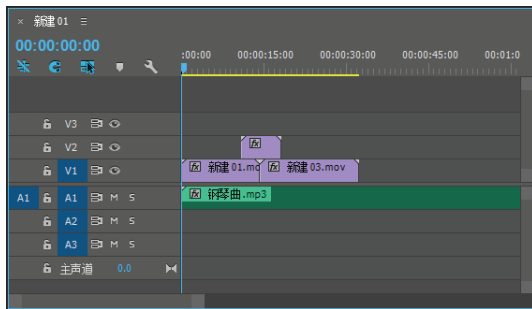 × 新建 01 ≡
00:00:00:00
:00:00 00:00:15:00 00:00:30:00 00:00:45:00 00:01:0
V3
V2 fx
V1 fx 新建 01.mo fx 新建 03.mov
A1 A1 M S fx 钢琴曲.mp3
A2 M S
A3 M S
主声道 0.0